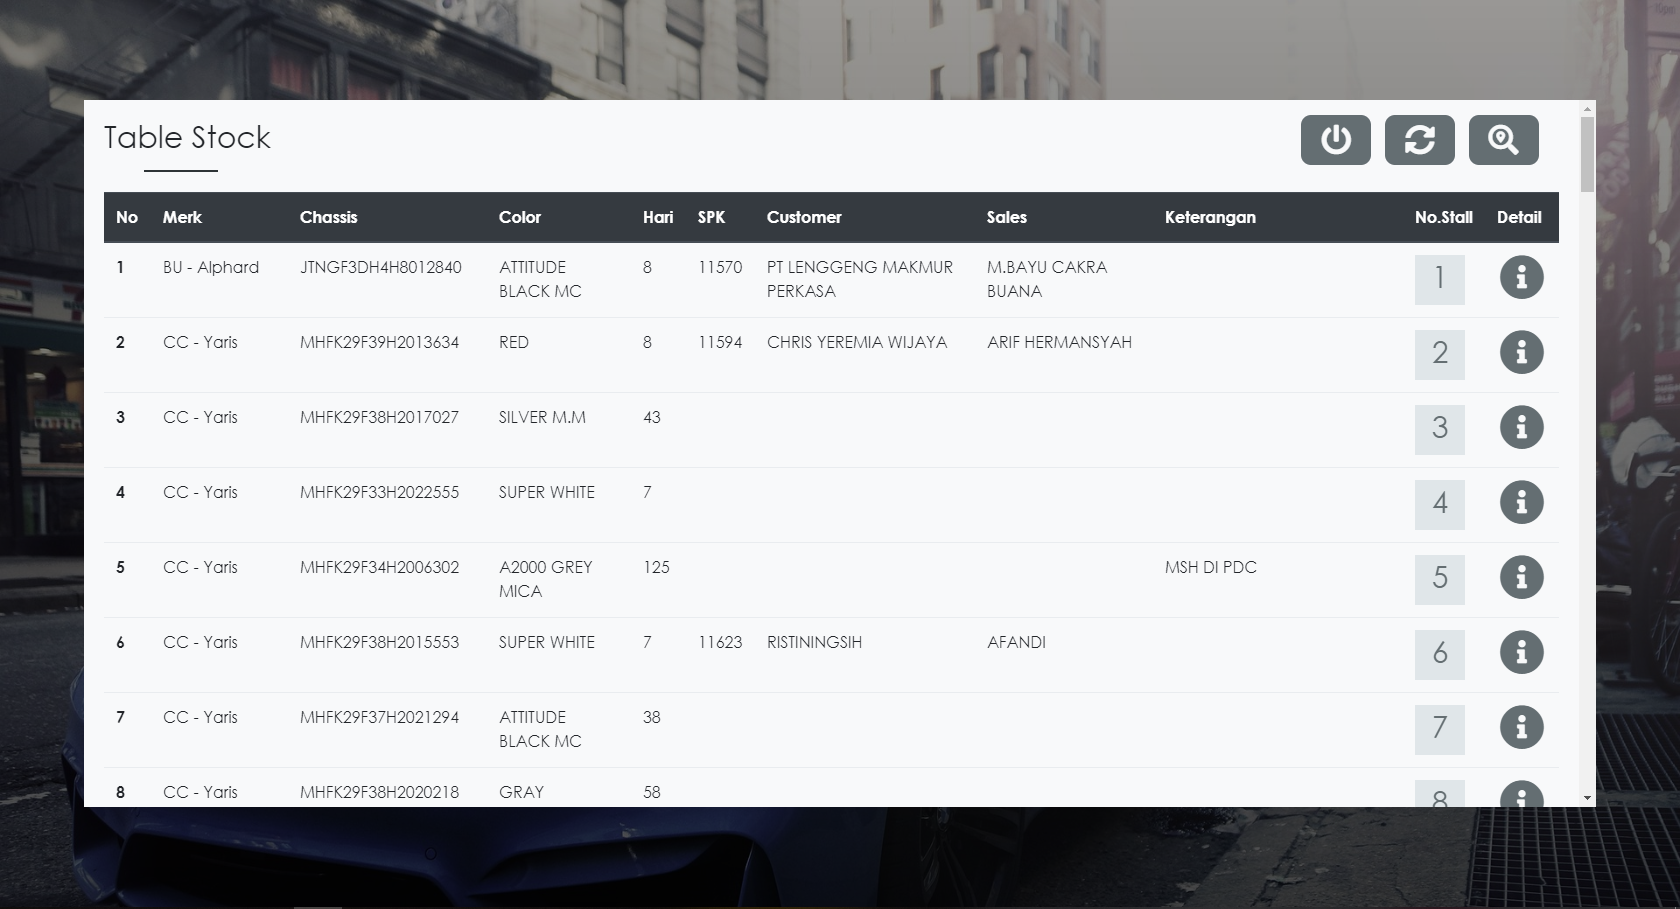 Table Stock
No Merk Chassis Color Hari SPK Customer Sales Keterangan No.Stall Detail
1 BU - Alphard JTNGF3DH4H8012840 ATTITUDE 8 11570 PT LENGGENG MAKMUR M.BAYU CAKRA 1
BLACK MC PERKASA BUANA
2 CC - Yaris MHFK29F39H2013634 RED 8 11594 CHRIS YEREMIA WIJAYA ARIF HERMANSYAH 2
3 CC - Yaris MHFK29F38H2017027 SILVER M.M 43 3
4 CC - Yaris MHFK29F33H2022555 SUPER WHITE 7 4
5 CC - Yaris MHFK29F34H2006302 A2000 GREY 125 MSH DI PDC 5
MICA
6 CC - Yaris MHFK29F38H2015553 SUPER WHITE 7 11623 RISTININGSIH AFANDI 6
7 CC - Yaris MHFK29F37H2021294 ATTITUDE 38 7
BLACK MC
8 CC - Yaris MHFK29F38H2020218 GRAY 58 8